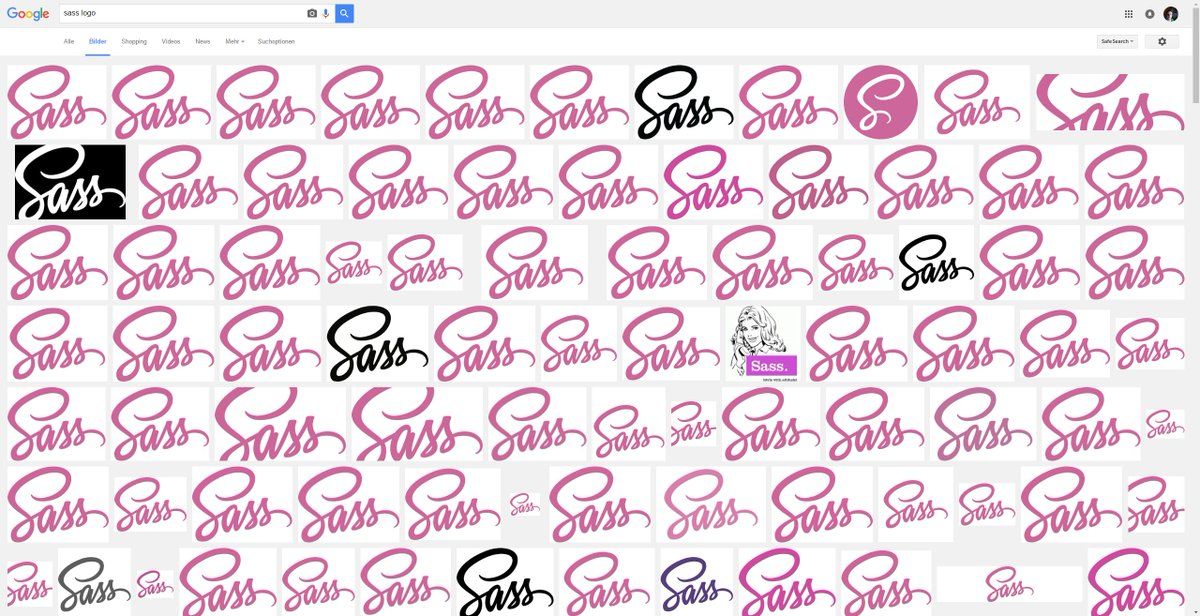 Google sass logo
Alle Bilder Shopping Videos News Mehr Suchoptionen SafeSearch
Sass Sass Sass Sass Sass Sass Sass Sass S Sass Sass
Sass Sass Sass Sass Sass Sass Sass Sass Sass Sass Sass
Sass Sass Sass Sass Sass Sass Sass Sass Sass Sass Sass Sass
Sass Sass Sass Sass Sass Sass Sass Sass. Sass Sass Sass Sass
Sass Sass Sass Sass Sass Sass Sass Sass Sass Sass Sass Sass
Sass Sass Sass Sass Sass Sass Sass Sass Sass Sass Sass Sass Sass
Sass Sass Sass Sass Sass Sass Sass Sass Sass Sass Sass Sass Sass